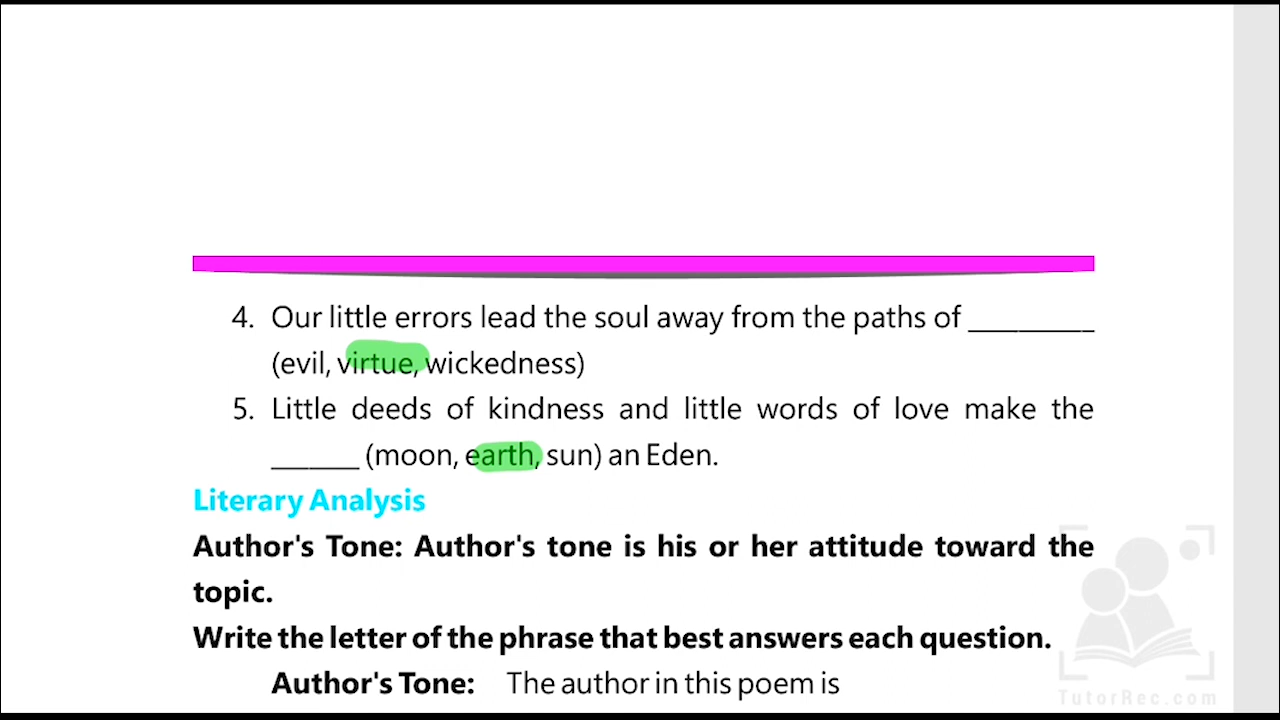 4. Our little errors lead the soul away from the paths of _________
(evil, virtue, wickedness)
5. Little deeds of kindness and little words of love make the
______ (moon, earth, sun) an Eden.
Literary Analysis
Author's Tone: Author's tone is his or her attitude toward the
topic.
Write the letter of the phrase that best answers each question.
Author's Tone: The author in this poem is
TutorRec.com